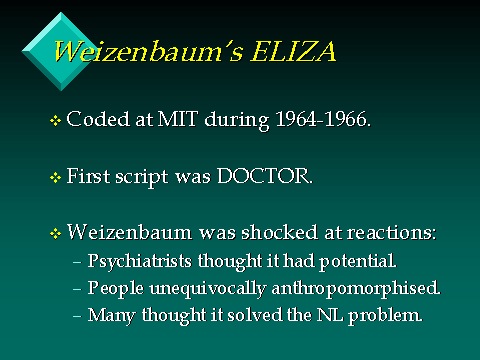 Weizenbaum's ELIZA
Coded at MIT during 1964-1966.
First script was DOCTOR.
Weizenbaum was shocked at reactions:
– Psychiatrists thought it had potential.
– People unequivocally anthropomorphised.
– Many thought it solved the NL problem.